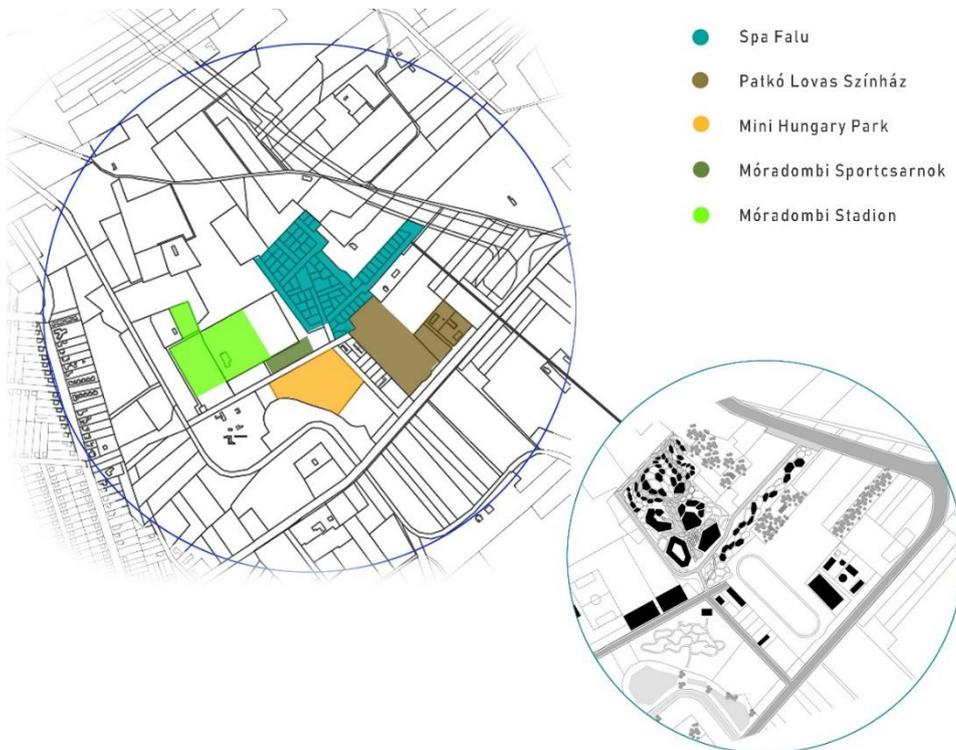 Spa Falu
Patkó Lovas Színház
Mini Hungary Park
Móradombi Sportcsarnok
Móradombi Stadion